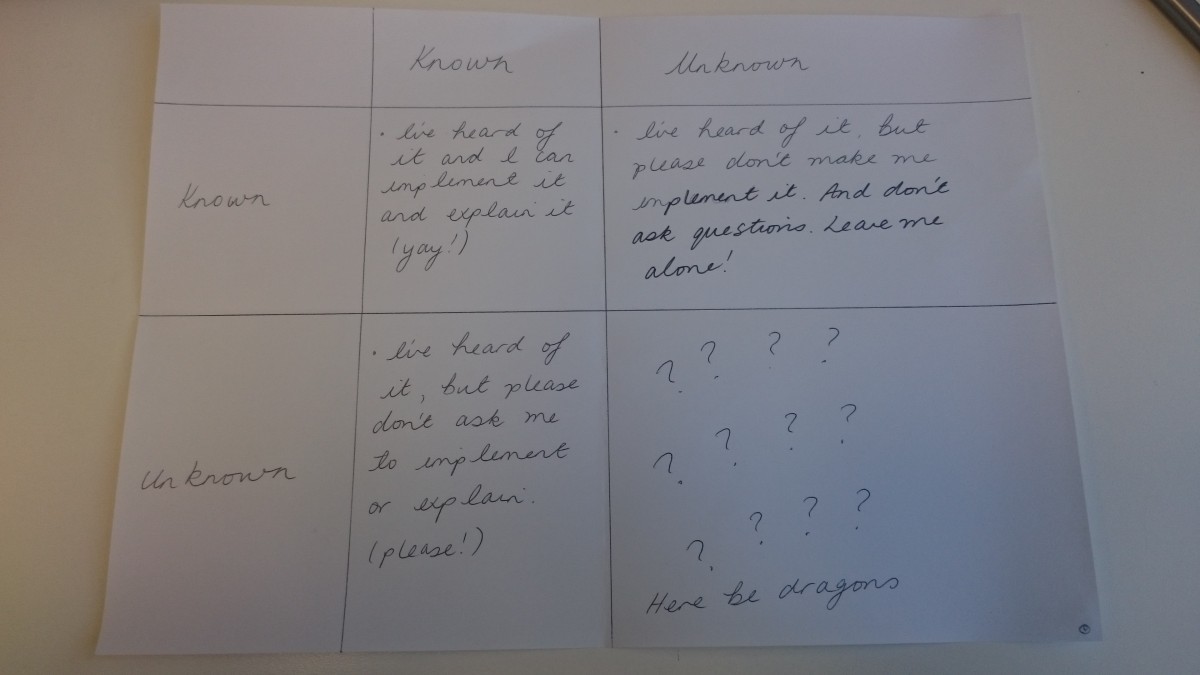 Known
Unknown
Known
· I've heard of
it and I can
implement it
and explain it
(yay!)
· I've heard of it, but
please don't make me
implement it. And don't
ask questions. Leave me
alone!
Unknown
· I've heard of
it, but please
don't ask me
to implement
or explain.
(please!)
? ? ? ?
? ? ? ?
? ? ? ?
Here be dragons